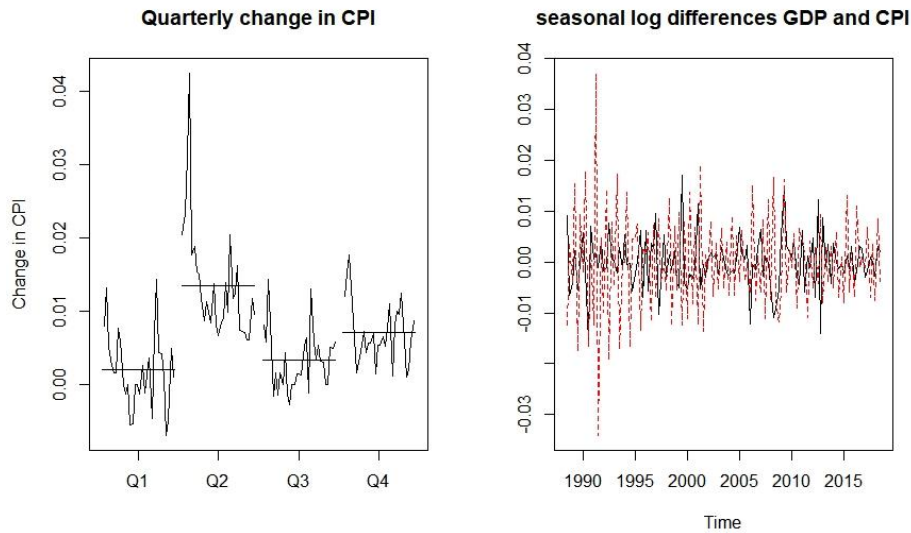 Quarterly change in CPI
Change in CPI
0.04
0.03
0.02
0.01
0.00
Q1 Q2 Q3 Q4
seasonal log differences GDP and CPI
0.04
0.03
0.02
0.01
0.00
-0.01
-0.03
1990 1995 2000 2005 2010 2015
Time